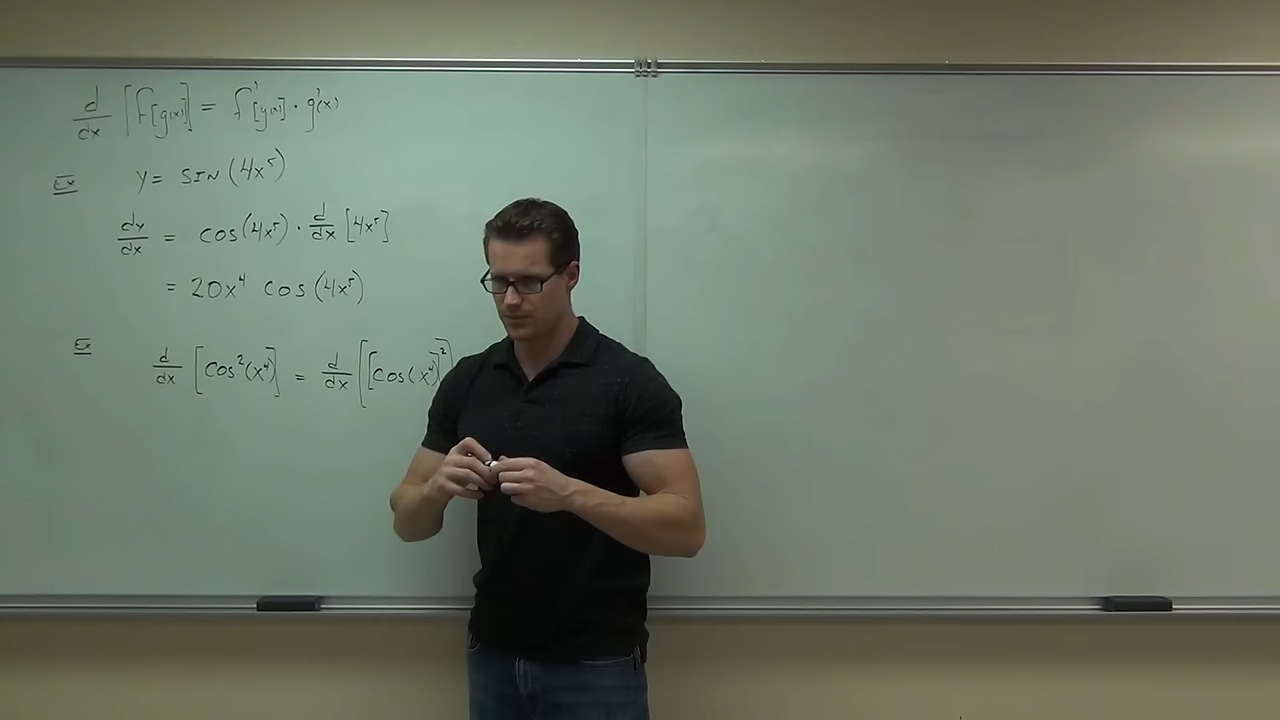 d/dx [F[g(x)]] = f'[g(x)] · g'(x)
Ex y = SIN (4x⁵)
dy/dx = cos(4x⁵) · d/dx [4x⁵]
= 20x⁴ cos(4x⁵)
Ex d/dx [cos²(x⁴)] = d/dx [[cos(x⁴)]²